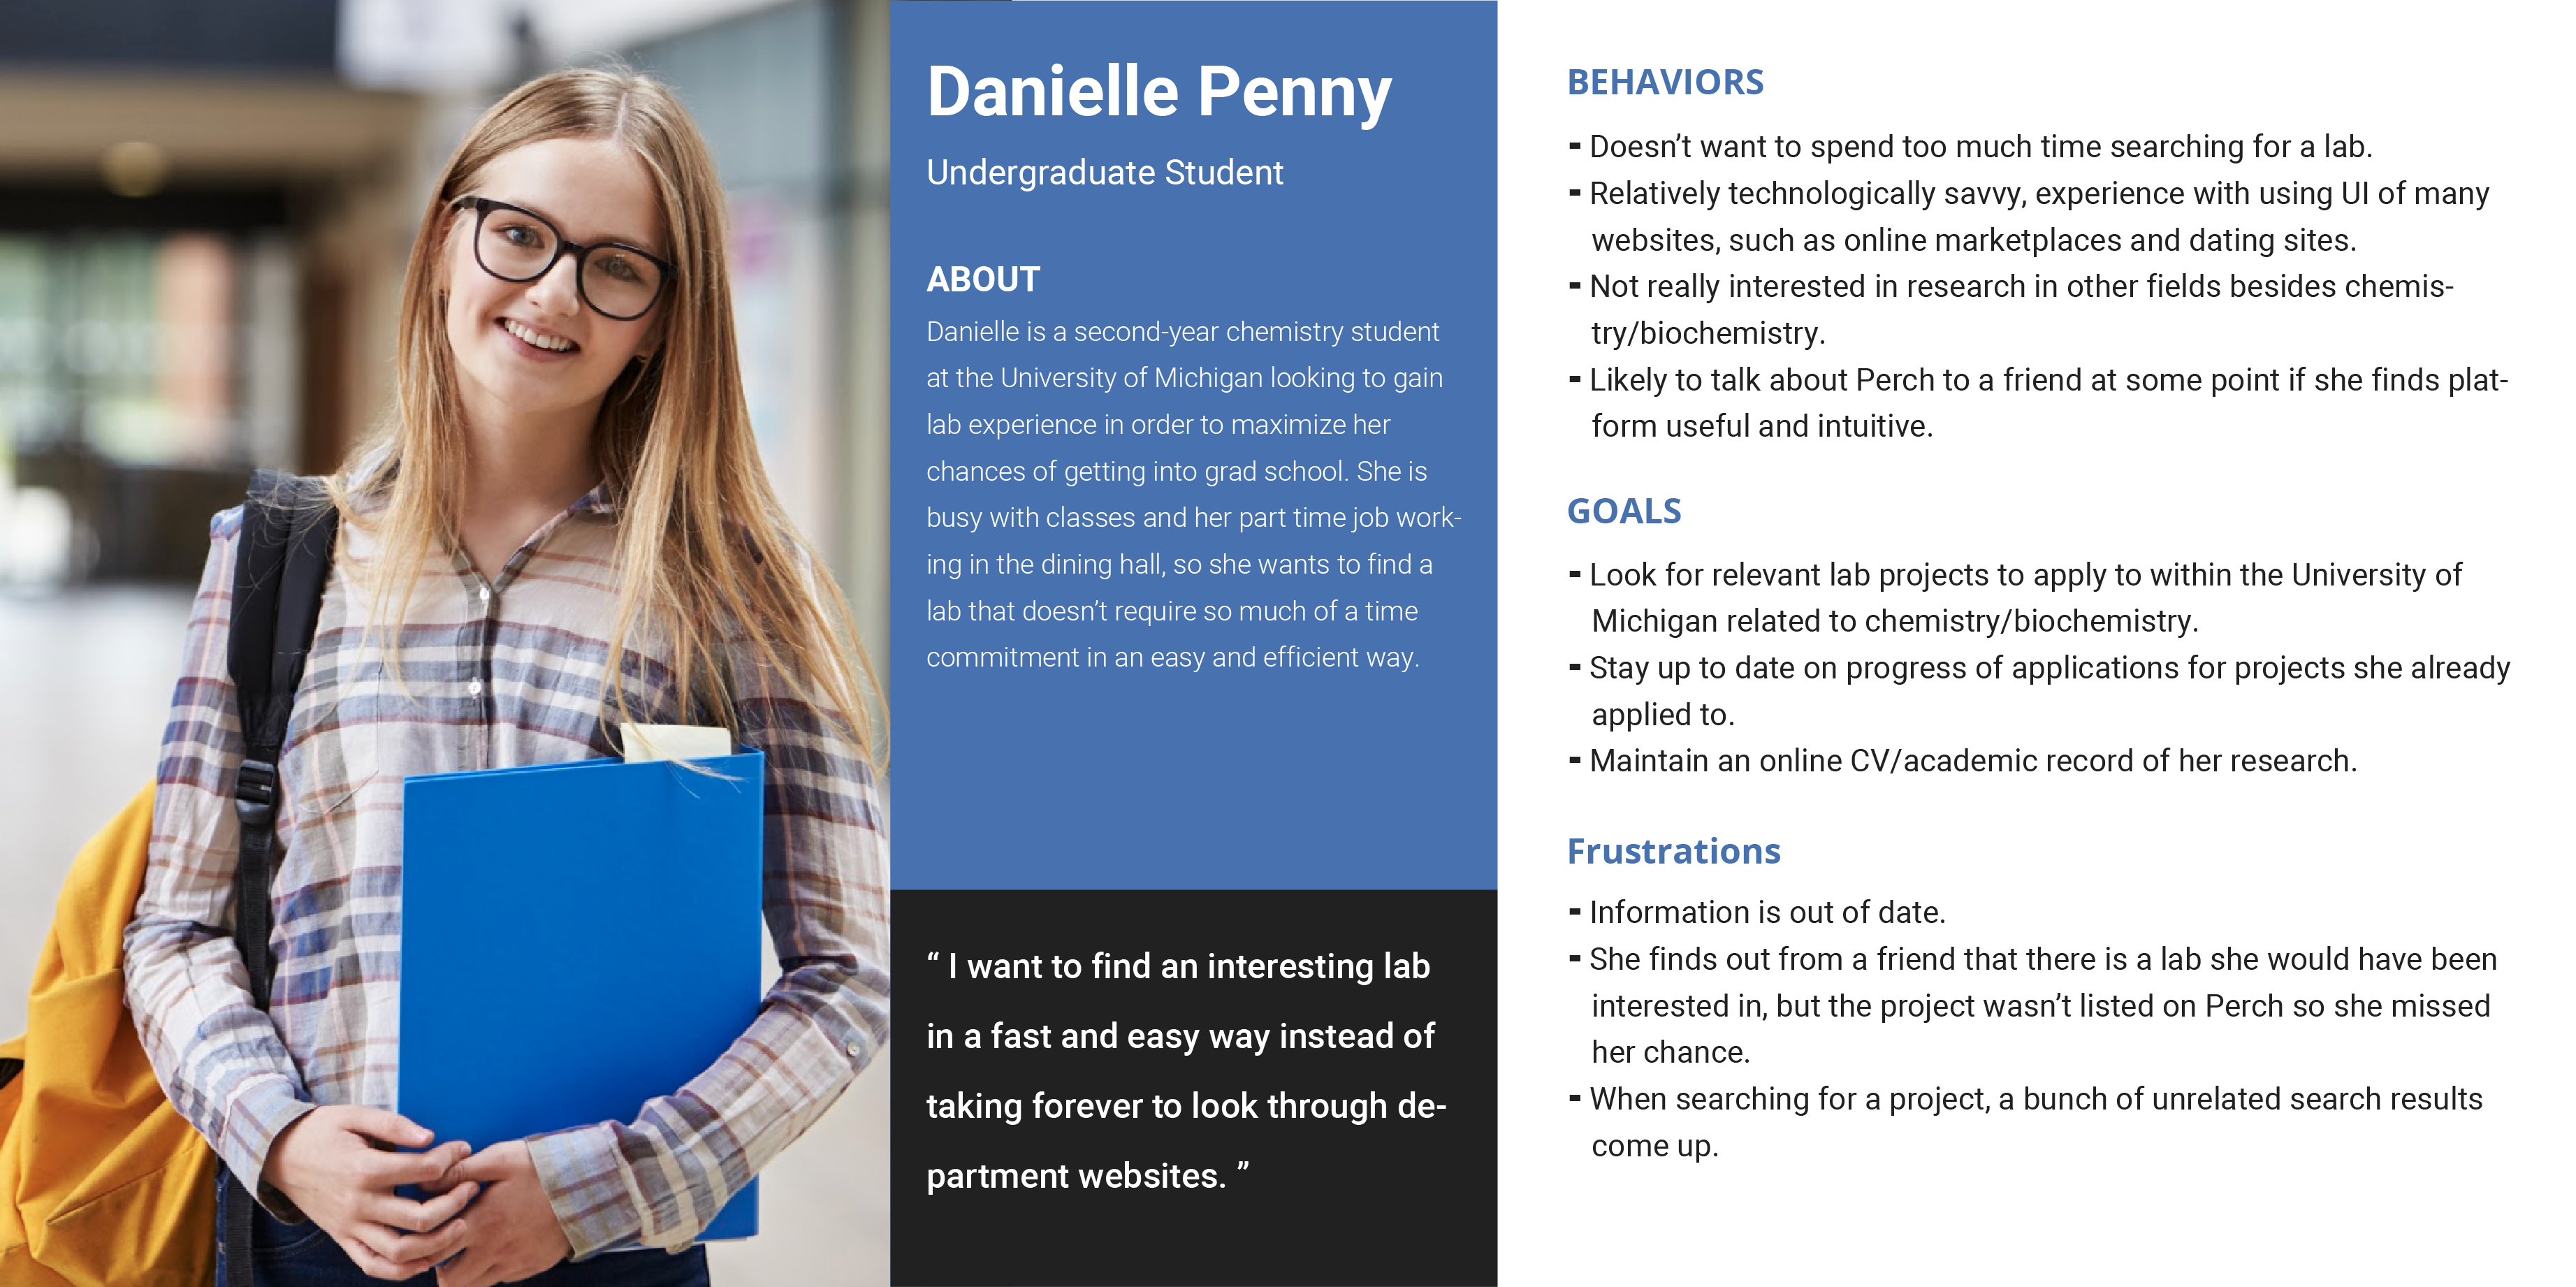 Danielle Penny
Undergraduate Student
ABOUT
Danielle is a second-year chemistry student
at the University of Michigan looking to gain
lab experience in order to maximize her
chances of getting into grad school. She is
busy with classes and her part time job work-
ing in the dining hall, so she wants to find a
lab that doesn’t require so much of a time
commitment in an easy and efficient way.
“ I want to find an interesting lab
in a fast and easy way instead of
taking forever to look through de-
partment websites. ”
BEHAVIORS
- Doesn’t want to spend too much time searching for a lab.
- Relatively technologically savvy, experience with using UI of many
websites, such as online marketplaces and dating sites.
- Not really interested in research in other fields besides chemis-
try/biochemistry.
- Likely to talk about Perch to a friend at some point if she finds plat-
form useful and intuitive.
GOALS
- Look for relevant lab projects to apply to within the University of
Michigan related to chemistry/biochemistry.
- Stay up to date on progress of applications for projects she already
applied to.
- Maintain an online CV/academic record of her research.
Frustrations
- Information is out of date.
- She finds out from a friend that there is a lab she would have been
interested in, but the project wasn’t listed on Perch so she missed
her chance.
- When searching for a project, a bunch of unrelated search results
come up.